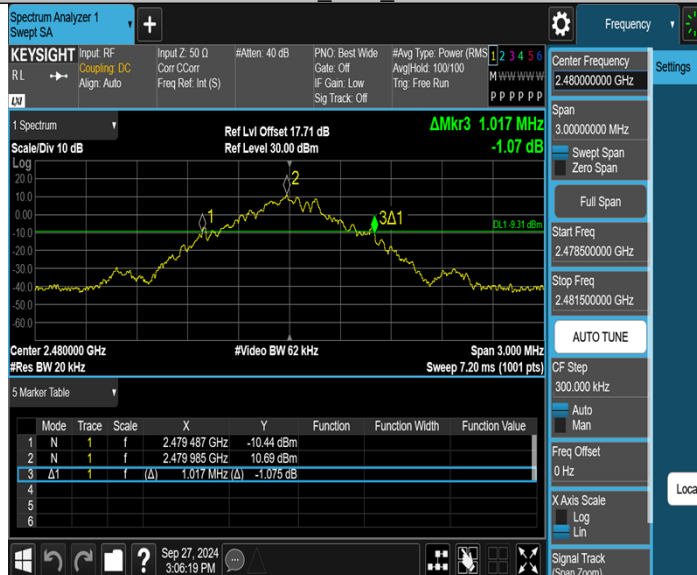 Spectrum Analyzer 1
Swept SA
Frequency
KEYSIGHT Input: RF Input Z: 50 Ω #Atten: 40 dB PNO: Best Wide #Avg Type: Power (RMS 1 2 3 4 5 6
RL Coupling: DC Corr CCorr Gate: Off Avg|Hold: 100/100 M W W W W W
Align: Auto Freq Ref: Int (S) IF Gain: Low Trig: Free Run
LXI Sig Track: Off P P P P P P
1 Spectrum
Scale/Div 10 dB
Ref Lvl Offset 17.71 dB
Ref Level 30.00 dBm
ΔMkr3 1.017 MHz
-1.07 dB
Log
20.0
10.0
0.00
-10.0
-20.0
-30.0
-40.0
-50.0
-60.0
1
2
3Δ1
DL1 -9.31 dBm
Center 2.48000 GHz #Video BW 62 kHz Span 3.000 MHz
#Res BW 20 kHz Sweep 7.20 ms (1001 pts)
5 Marker Table
Mode Trace Scale X Y Function Function Width Function Value
1 N 1 f 2.479 487 GHz -10.44 dBm
2 N 1 f 2.479 985 GHz 10.69 dBm
3 Δ1 1 f (Δ) 1.017 MHz (Δ) -1.075 dB
4
5
6
Sep 27, 2024
3:06:19 PM
?
Center Frequency
2.480000000 GHz
Settings
Span
3.00000000 MHz
Swept Span
Zero Span
Full Span
Start Freq
2.478500000 GHz
Stop Freq
2.481500000 GHz
AUTO TUNE
CF Step
300.000 kHz
Auto
Man
Freq Offset
0 Hz
Loca
X Axis Scale
Log
Lin
Signal Track
(Span Zoom)